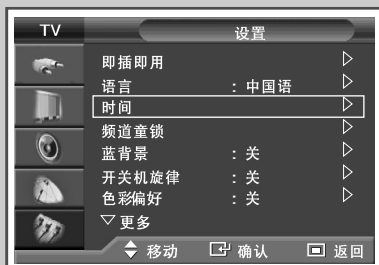 TV 设置
即插即用
语言 : 中国语
时间
频道童锁
蓝背景 : 关
开关机旋律 : 关
色彩偏好 : 关
▽更多
移动 确认 返回